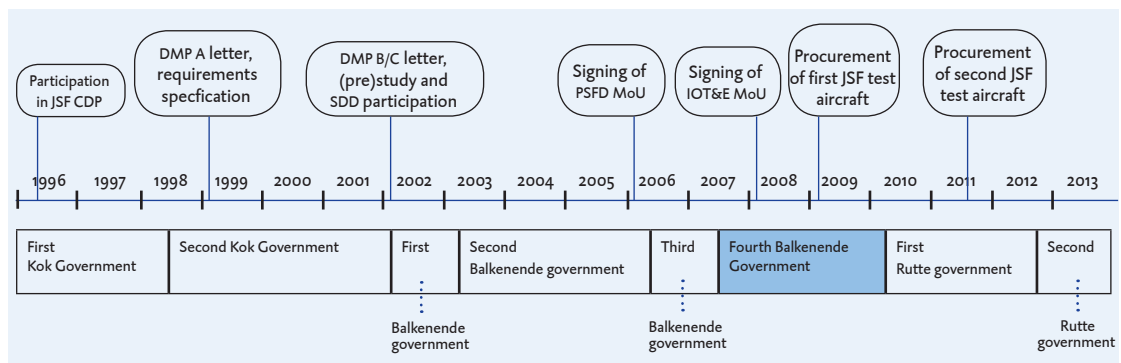 Participation
in JSF CDP
DMP A letter,
requirements
specfication
DMP B/C letter,
(pre)study and
SDD participation
Signing of
PSFD MoU
Signing of
IOT&E MoU
Procurement
of first JSF test
aircraft
Procurement
of second JSF
test aircraft
1996 1997 1998 1999 2000 2001 2002 2003 2004 2005 2006 2007 2008 2009 2010 2011 2012 2013
First
Kok Government
Second Kok Government
First
Balkenende
government
Second
Balkenende government
Third
Balkenende
government
Fourth Balkenende
Government
First
Rutte government
Second
Rutte
government